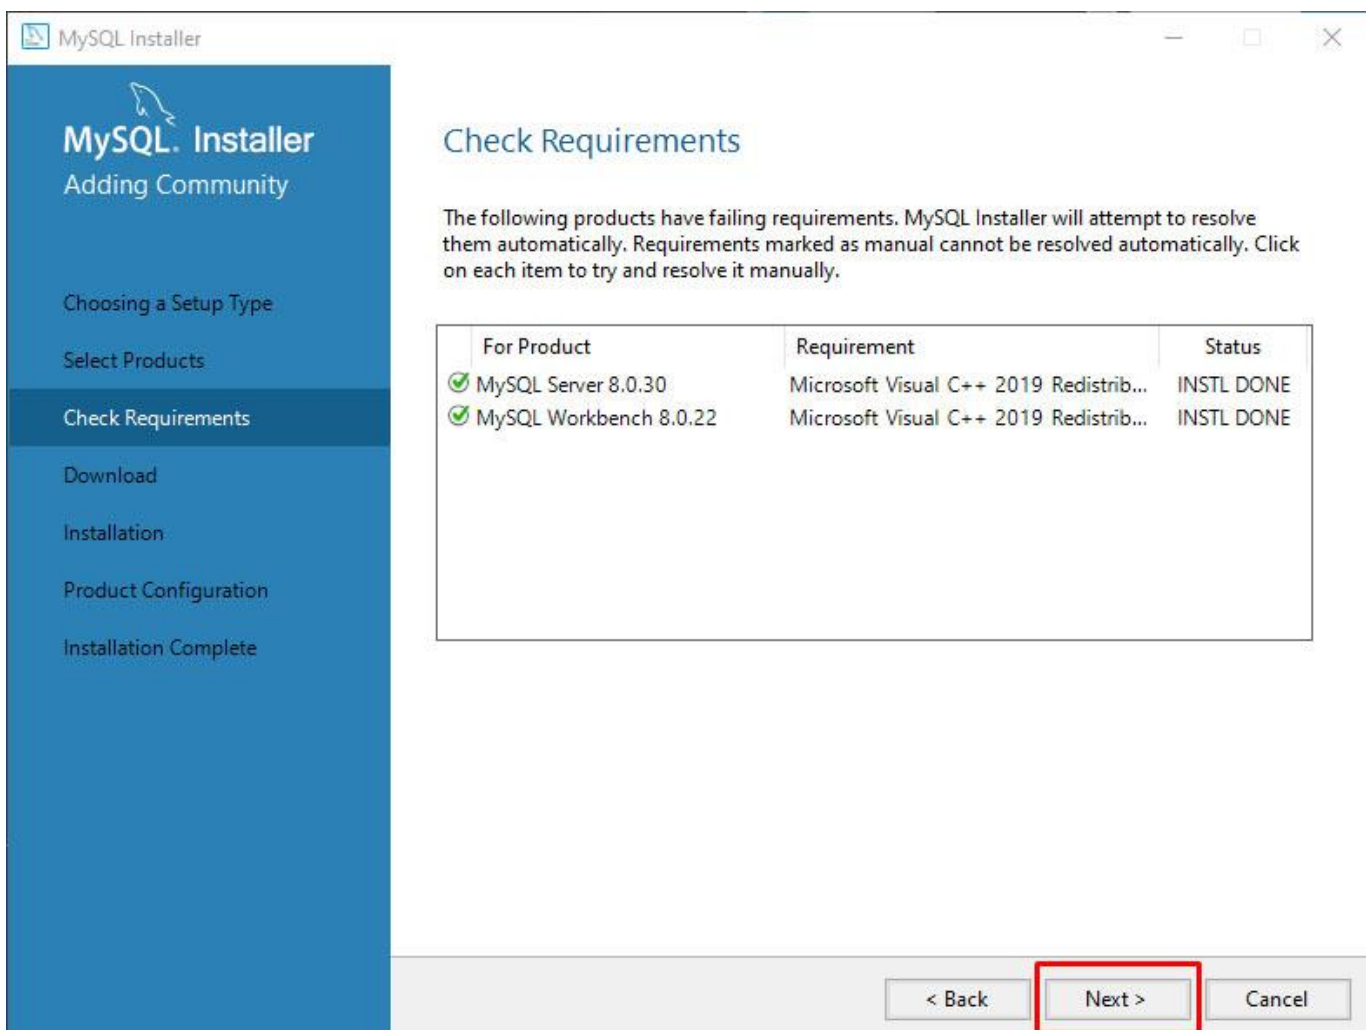 MySQL Installer
MySQL. Installer
Adding Community
Choosing a Setup Type
Select Products
Check Requirements
Download
Installation
Product Configuration
Installation Complete
Check Requirements
The following products have failing requirements. MySQL Installer will attempt to resolve
them automatically. Requirements marked as manual cannot be resolved automatically. Click
on each item to try and resolve it manually.
For Product Requirement Status
MySQL Server 8.0.30 Microsoft Visual C++ 2019 Redistrib... INSTL DONE
MySQL Workbench 8.0.22 Microsoft Visual C++ 2019 Redistrib... INSTL DONE
< Back Next > Cancel